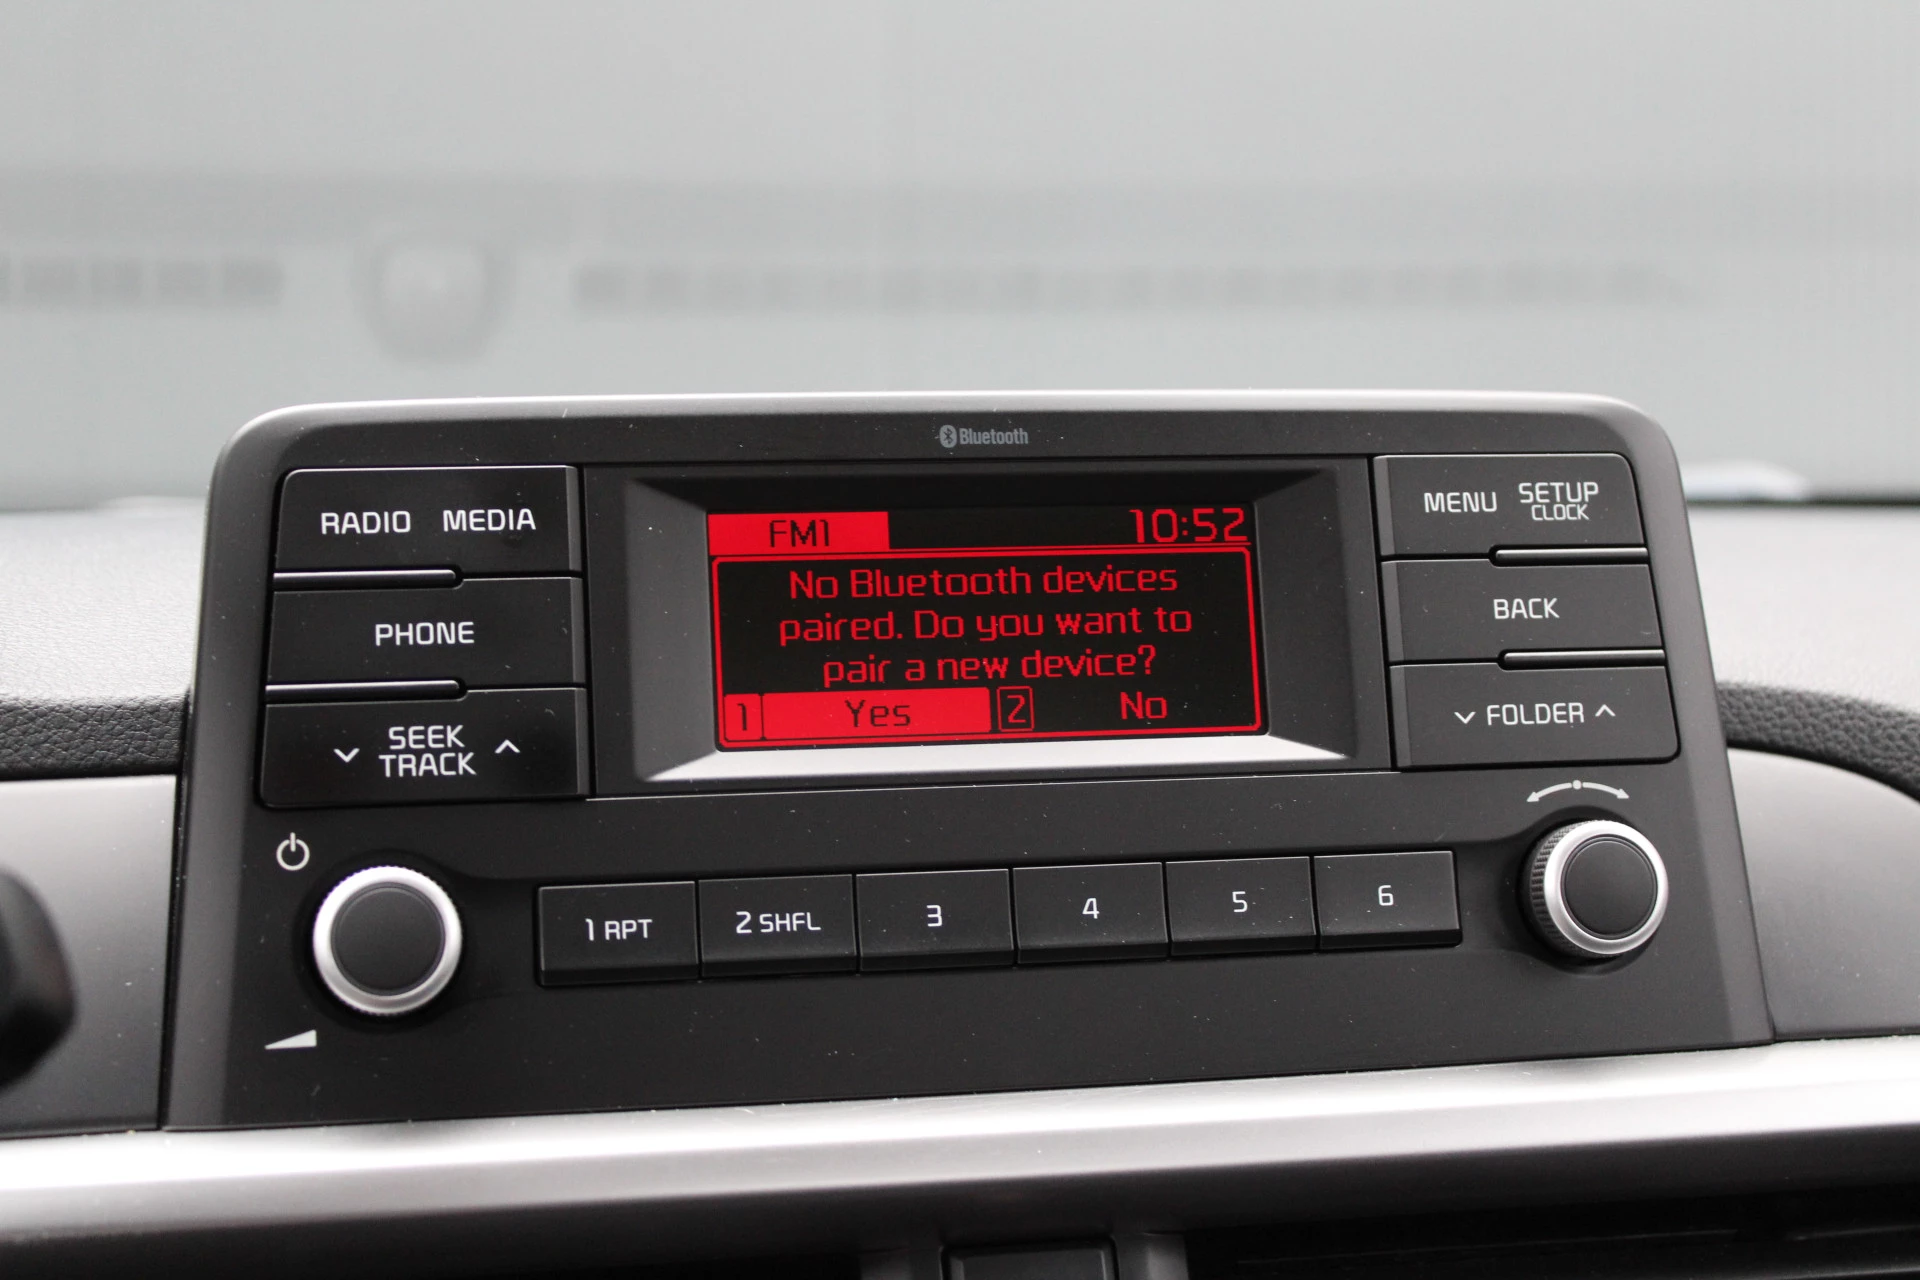 Bluetooth
RADIO MEDIA
PHONE
SEEK
TRACK
FM1 10:52
No Bluetooth devices
paired. Do you want to
pair a new device?
1 Yes 2 No
MENU SETUP
CLOCK
BACK
FOLDER
1 RPT 2 SHFL 3 4 5 6